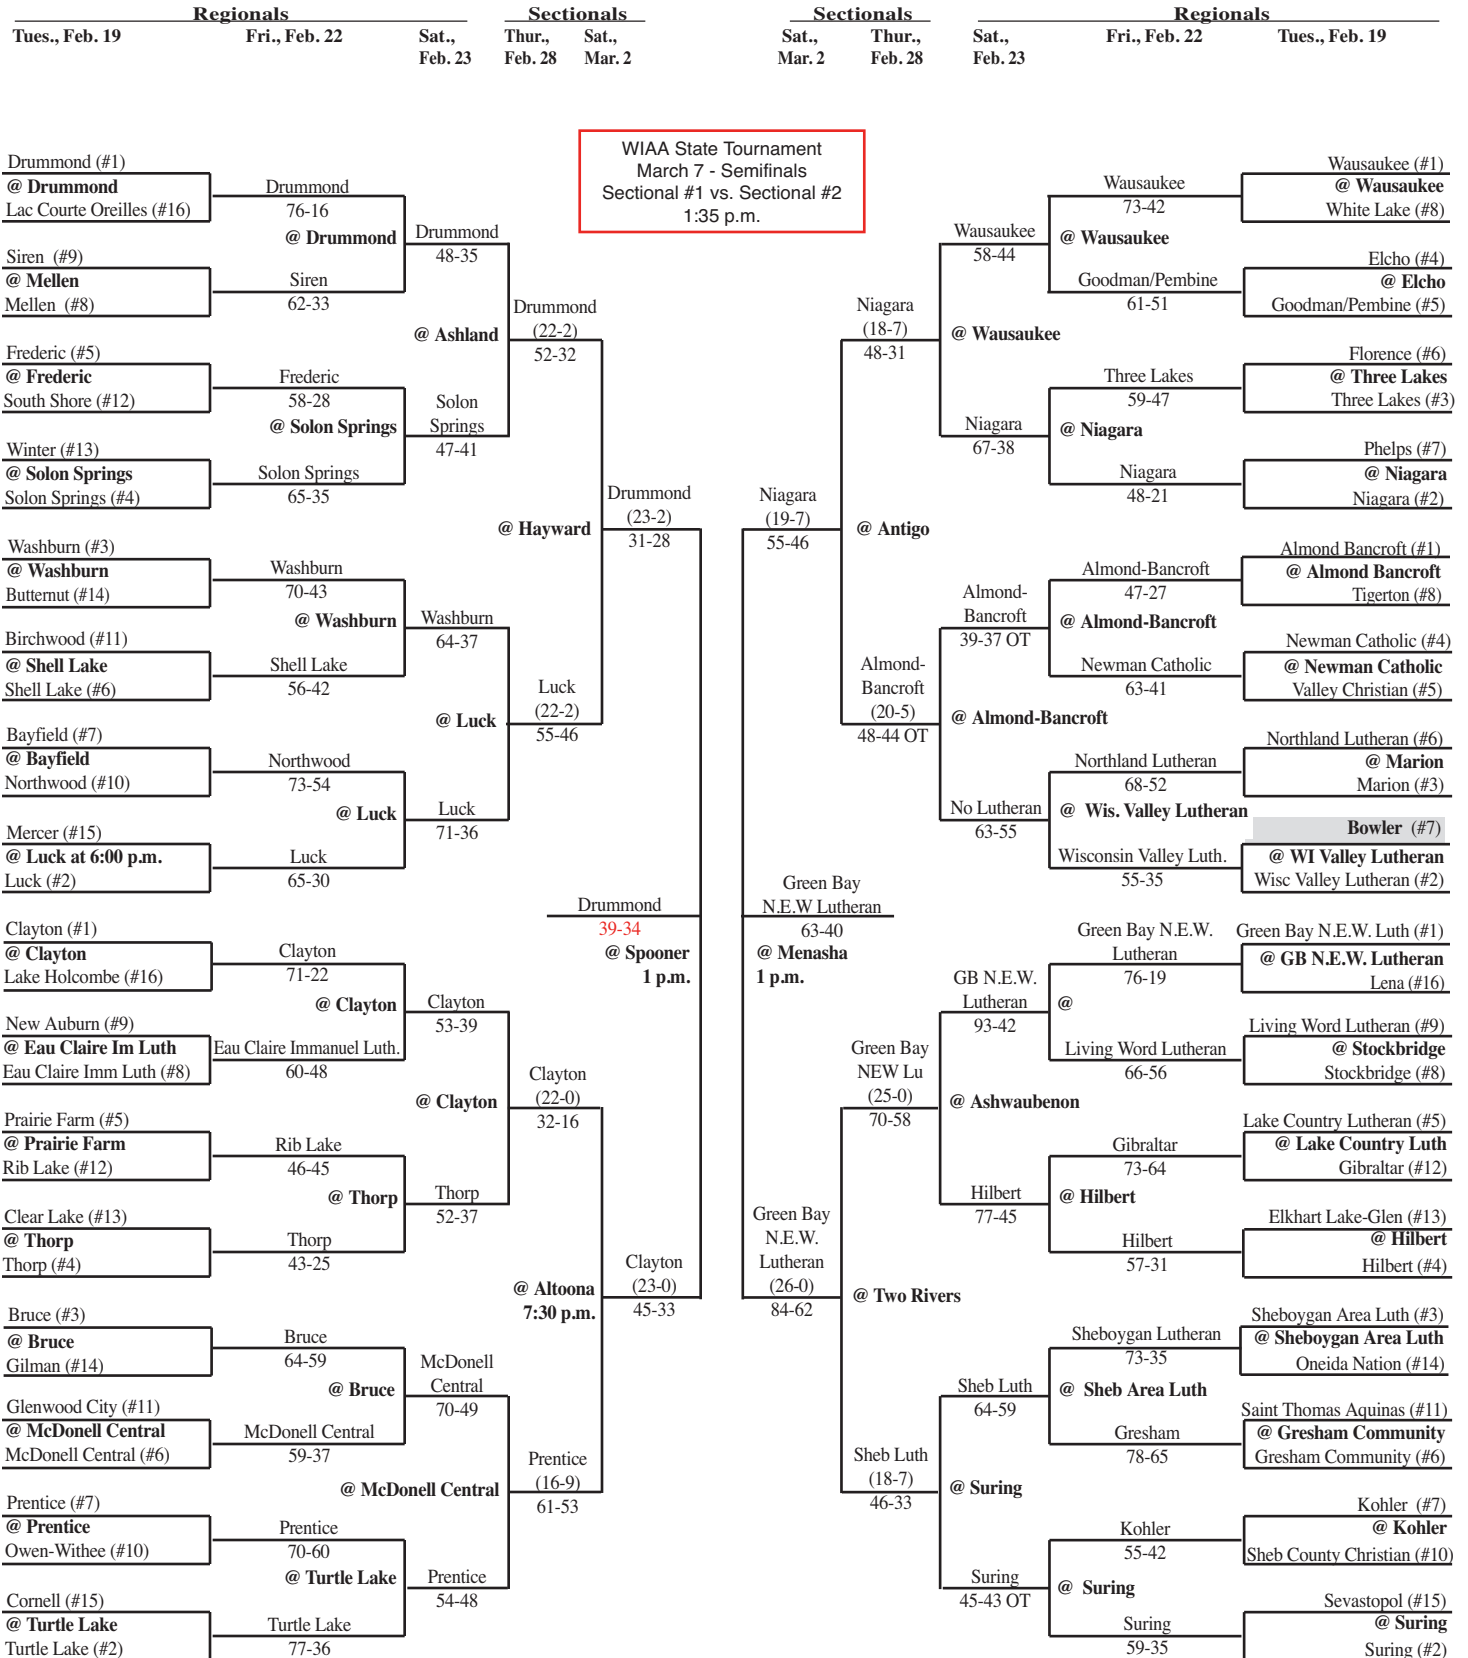 Regionals
Sectionals
Sectionals
Regionals
Tues., Feb. 19
Fri., Feb. 22
Sat.,
Feb. 23
Thur.,
Feb. 28
Sat.,
Mar. 2
Sat.,
Mar. 2
Thur.,
Feb. 28
Sat.,
Feb. 23
Fri., Feb. 22
Tues., Feb. 19
WIAA State Tournament
March 7 - Semifinals
Sectional #1 vs. Sectional #2
1:35 p.m.
Drummond (#1)
@ Drummond
Lac Courte Oreilles (#16)
Siren (#9)
@ Mellen
Mellen (#8)
Frederic (#5)
@ Frederic
South Shore (#12)
Winter (#13)
@ Solon Springs
Solon Springs (#4)
Washburn (#3)
@ Washburn
Butternut (#14)
Birchwood (#11)
@ Shell Lake
Shell Lake (#6)
Bayfield (#7)
@ Bayfield
Northwood (#10)
Mercer (#15)
@ Luck at 6:00 p.m.
Luck (#2)
Clayton (#1)
@ Clayton
Lake Holcombe (#16)
New Auburn (#9)
@ Eau Claire Im Luth
Eau Claire Imm Luth (#8)
Prairie Farm (#5)
@ Prairie Farm
Rib Lake (#12)
Clear Lake (#13)
@ Thorp
Thorp (#4)
Bruce (#3)
@ Bruce
Gilman (#14)
Glenwood City (#11)
@ McDonell Central
McDonell Central (#6)
Prentice (#7)
@ Prentice
Owen-Withee (#10)
Cornell (#15)
@ Turtle Lake
Turtle Lake (#2)
Drummond
76-16
@ Drummond
Siren
62-33
Frederic
58-28
@ Solon Springs
Solon Springs
65-35
Washburn
70-43
@ Washburn
Shell Lake
56-42
Northwood
73-54
@ Luck
Luck
65-30
Clayton
71-22
@ Clayton
Eau Claire Immanuel Luth.
60-48
Rib Lake
46-45
@ Thorp
Thorp
43-25
Bruce
64-59
@ Bruce
McDonell Central
59-37
Prentice
70-60
@ Turtle Lake
Turtle Lake
77-36
Drummond
48-35
@ Ashland
Solon
Springs
47-41
Washburn
64-37
@ Luck
Luck
71-36
Clayton
53-39
@ Clayton
Thorp
52-37
McDonell
Central
70-49
@ McDonell Central
Prentice
54-48
Drummond
(22-2)
52-32
@ Hayward
Luck
(22-2)
55-46
Clayton
(22-0)
32-16
@ Altoona
7:30 p.m.
Prentice
(16-9)
61-53
Drummond
(23-2)
31-28
Clayton
(23-0)
45-33
Drummond
39-34
@ Spooner
1 p.m.
Green Bay
N.E.W Lutheran
63-40
@ Menasha
1 p.m.
Niagara
(19-7)
55-46
Green Bay
N.E.W.
Lutheran
(26-0)
84-62
Niagara
(18-7)
48-31
@ Antigo
Almond-
Bancroft
(20-5)
48-44 OT
Green Bay
NEW Lu
(25-0)
70-58
@ Two Rivers
Sheb Luth
(18-7)
46-33
Wausaukee
58-44
@ Wausaukee
Niagara
67-38
Almond-
Bancroft
39-37 OT
@ Almond-Bancroft
No Lutheran
63-55
GB N.E.W.
Lutheran
93-42
@ Ashwaubenon
Hilbert
77-45
Sheb Luth
64-59
@ Suring
Suring
45-43 OT
Wausaukee
73-42
@ Wausaukee
Goodman/Pembine
61-51
Three Lakes
59-47
@ Niagara
Niagara
48-21
Almond-Bancroft
47-27
@ Almond-Bancroft
Newman Catholic
63-41
Northland Lutheran
68-52
@ Wis. Valley Lutheran
Wisconsin Valley Luth.
55-35
Green Bay N.E.W.
Lutheran
76-19
@
Living Word Lutheran
66-56
Gibraltar
73-64
@ Hilbert
Hilbert
57-31
Sheboygan Lutheran
73-35
@ Sheb Area Luth
Gresham
78-65
Kohler
55-42
@ Suring
Suring
59-35
Wausaukee (#1)
@ Wausaukee
White Lake (#8)
Elcho (#4)
@ Elcho
Goodman/Pembine (#5)
Florence (#6)
@ Three Lakes
Three Lakes (#3)
Phelps (#7)
@ Niagara
Niagara (#2)
Almond Bancroft (#1)
@ Almond Bancroft
Tigerton (#8)
Newman Catholic (#4)
@ Newman Catholic
Valley Christian (#5)
Northland Lutheran (#6)
@ Marion
Marion (#3)
Bowler (#7)
@ WI Valley Lutheran
Wisc Valley Lutheran (#2)
Green Bay N.E.W. Luth (#1)
@ GB N.E.W. Lutheran
Lena (#16)
Living Word Lutheran (#9)
@ Stockbridge
Stockbridge (#8)
Lake Country Lutheran (#5)
@ Lake Country Luth
Gibraltar (#12)
Elkhart Lake-Glen (#13)
@ Hilbert
Hilbert (#4)
Sheboygan Area Luth (#3)
@ Sheboygan Area Luth
Oneida Nation (#14)
Saint Thomas Aquinas (#11)
@ Gresham Community
Gresham Community (#6)
Kohler (#7)
@ Kohler
Sheb County Christian (#10)
Sevastopol (#15)
@ Suring
Suring (#2)